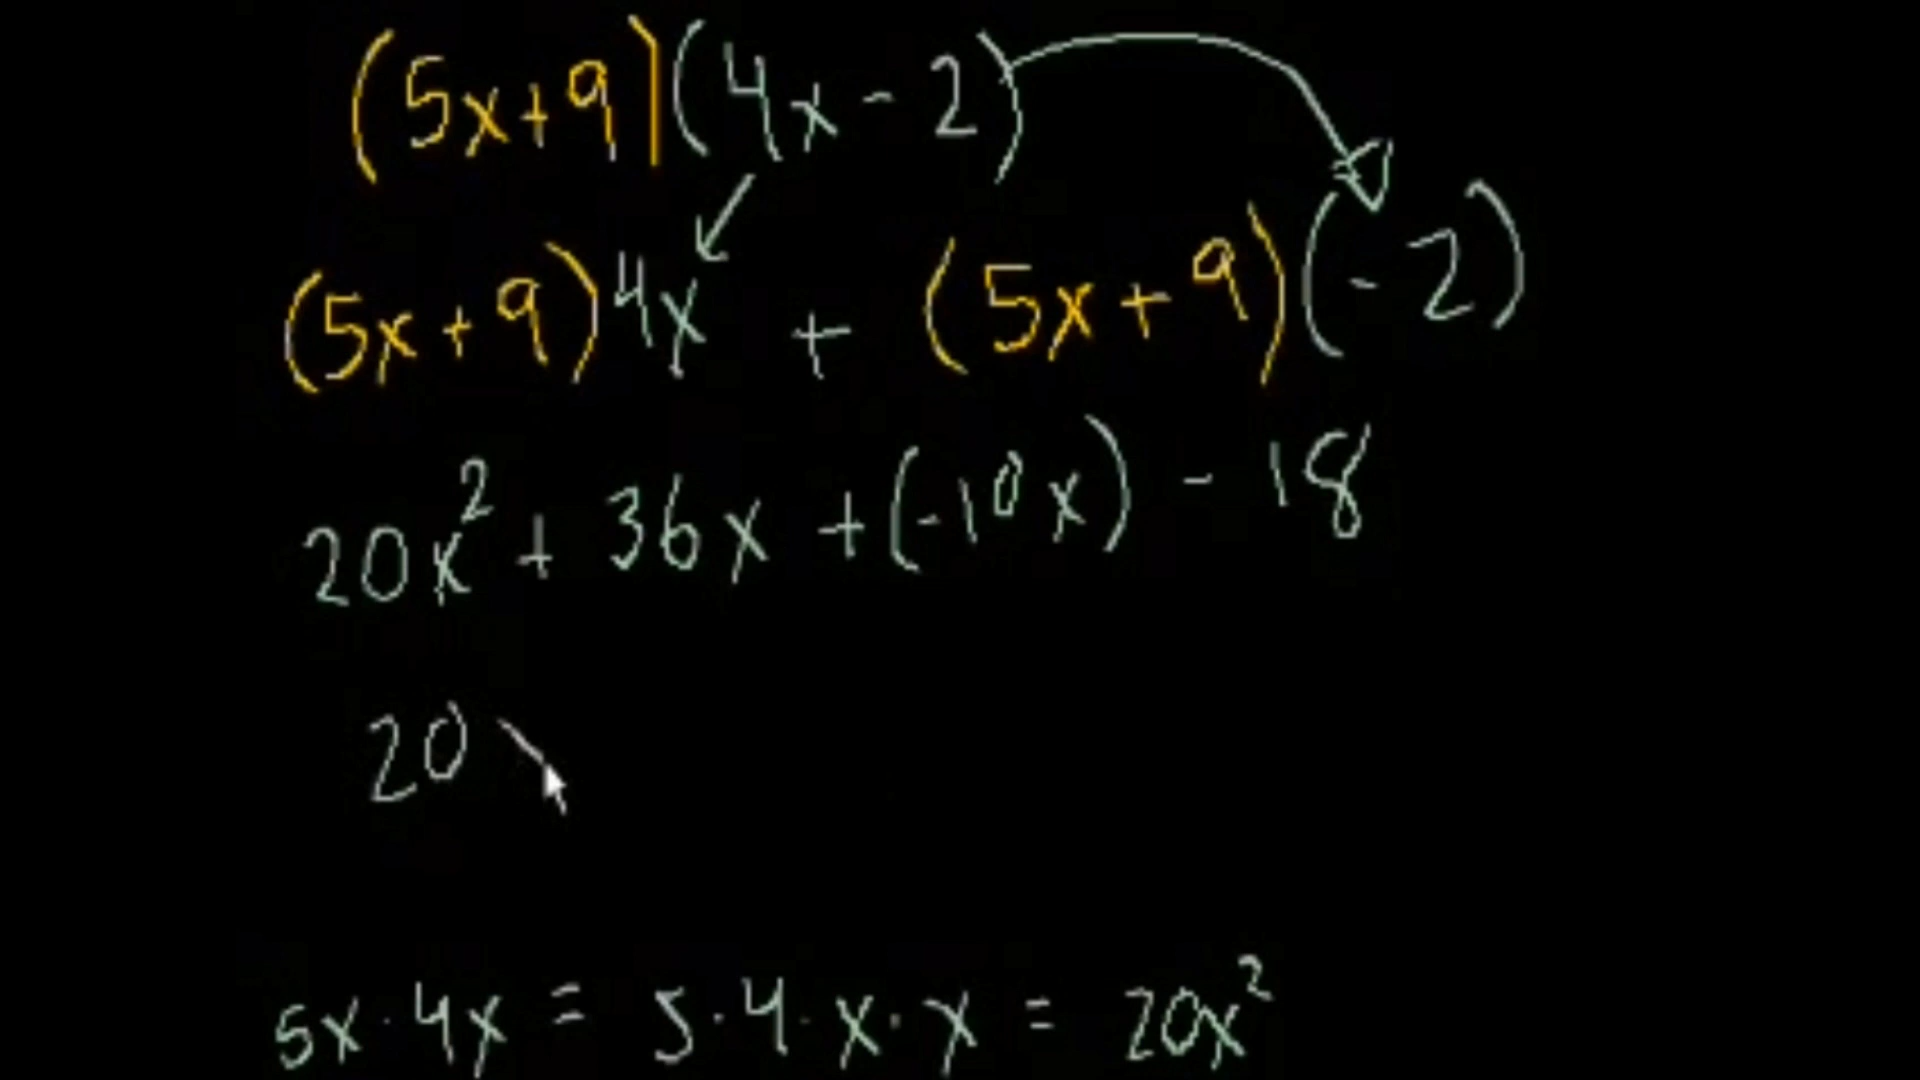 (5x+9)(4x-2)
(5x+9)4x + (5x+9)(-2)
20x² + 36x + (-10x) - 18
20
5x·4x = 5·4·x·x = 20x²